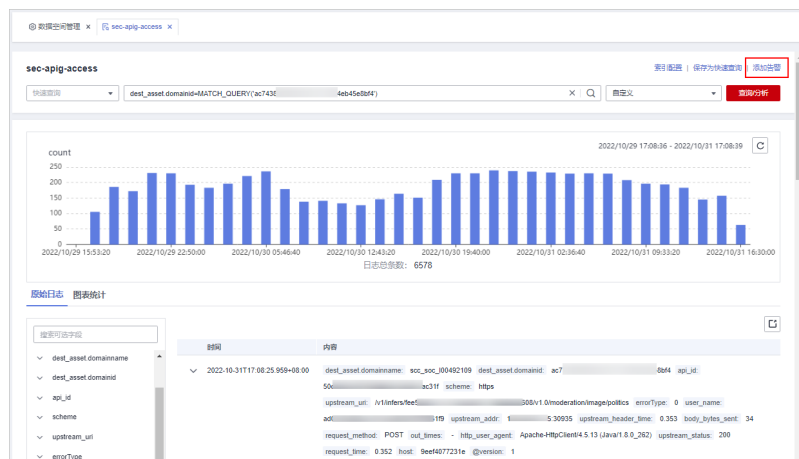 数据空间管理 × sec-apig-access ×
sec-apig-access
索引配置 | 保存为快速查询 | 添加告警
快速查询 dest_asset.domainid=MATCH_QUERY('ac743 4eb45e8bf4') × 自定义 查询/分析
2022/10/29 17:08:36 - 2022/10/31 17:08:39
count
250
200
150
100
50
0
2022/10/29 15:53:20 2022/10/29 22:50:00 2022/10/30 05:46:40 2022/10/30 12:43:20 2022/10/30 19:40:00 2022/10/31 02:36:40 2022/10/31 09:33:20 2022/10/31 16:30:00
日志总条数： 6578
原始日志 图表统计
搜索可选字段
时间 内容
dest_asset.domainname
dest_asset.domainid
api_id
scheme
upstream_uri
errorType
2022-10-31T17:08:25.959+08:00 dest_asset.domainname: scc_soc_l00492109 dest_asset.domainid: ac7 8bf4 api_id:
50 ac31f scheme: https
upstream_uri: /v1/infers/fee5 608/v1.0/moderation/image/politics errorType: 0 user_name:
ad 1f9 upstream_addr: 1 5:30935 upstream_header_time: 0.353 body_bytes_sent: 34
request_method: POST out_times: - http_user_agent: Apache-HttpClient/4.5.13 (Java/1.8.0_262) upstream_status: 200
request_time: 0.352 host: 9eef4077231e @version: 1